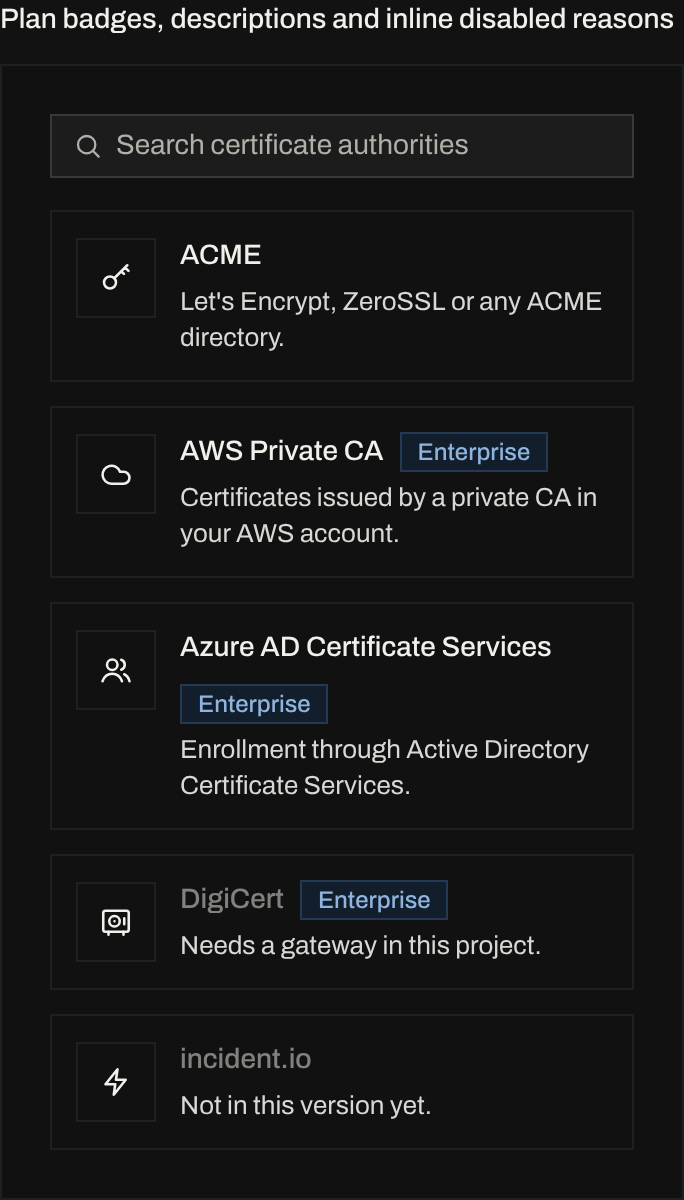 Plan badges, descriptions and inline disabled reasons
Search certificate authorities
ACME
Let's Encrypt, ZeroSSL or any ACME
directory.
AWS Private CA Enterprise
Certificates issued by a private CA in
your AWS account.
Azure AD Certificate Services
Enterprise
Enrollment through Active Directory
Certificate Services.
DigiCert Enterprise
Needs a gateway in this project.
incident.io
Not in this version yet.